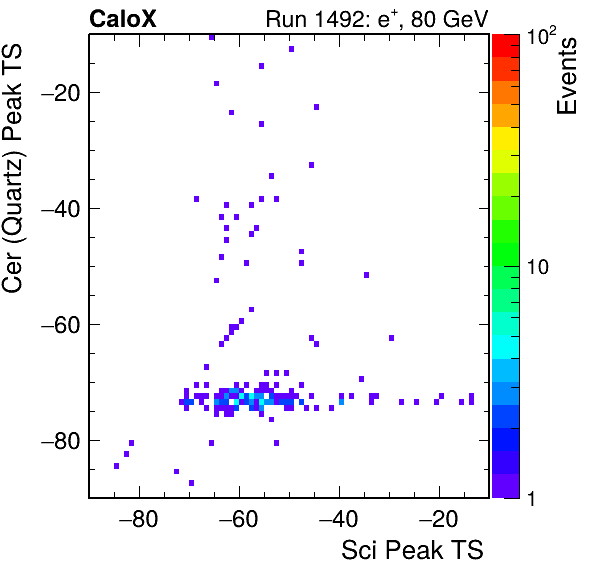 CaloX Run 1492: e⁺, 80 GeV
10²
10
1
Events
Cer (Quartz) Peak TS
−20
−40
−60
−80
−80 −60 −40 −20
Sci Peak TS